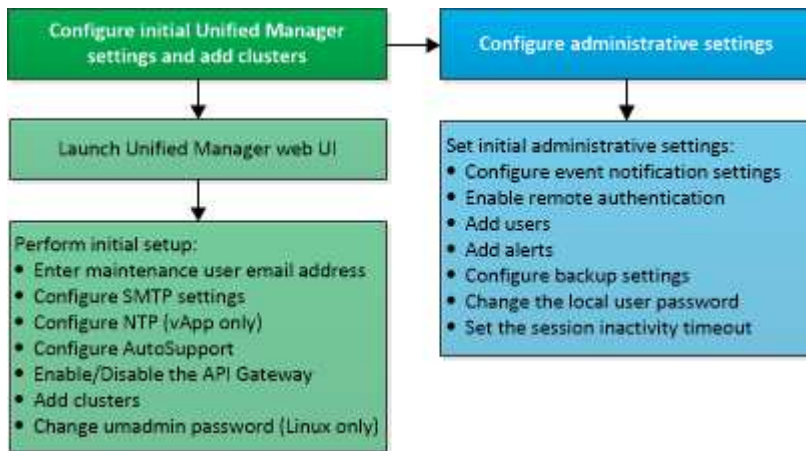 Configure initial Unified Manager
settings and add clusters
Configure administrative settings
Launch Unified Manager web UI
Perform initial setup:
• Enter maintenance user email address
• Configure SMTP settings
• Configure NTP (vApp only)
• Configure AutoSupport
• Enable/Disable the API Gateway
• Add clusters
• Change umadmin password (Linux only)
Set initial administrative settings:
• Configure event notification settings
• Enable remote authentication
• Add users
• Add alerts
• Configure backup settings
• Change the local user password
• Set the session inactivity timeout